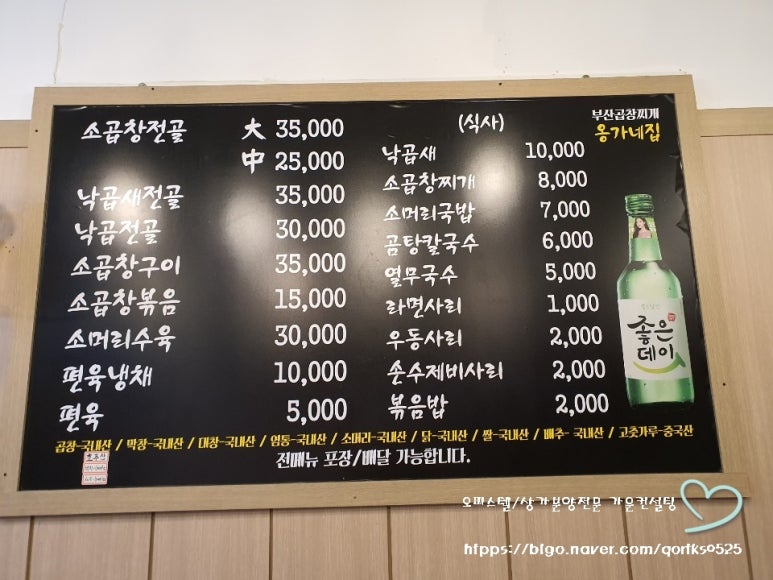 소곱창전골 大 35,000
中 25,000
낙곱새전골 35,000
낙곱전골 30,000
소곱창구이 35,000
소곱창볶음 15,000
소머리수육 30,000
편육냉채 10,000
편육 5,000
(식사)
낙곱새 10,000
소곱창찌개 8,000
소머리국밥 7,000
곰탕칼국수 6,000
열무국수 5,000
라면사리 1,000
우동사리 2,000
손수제비사리 2,000
볶음밥 2,000
부산곱창찌개
웅가네집
좋은
데이
곱창-국내산 / 막창-국내산 / 대창-국내산 / 염통-국내산 / 소머리-국내산 / 닭-국내산 / 쌀-국내산 / 배추- 국내산 / 고춧가루-중국산
전메뉴 포장/배달 가능합니다.
오피스텔/상가분양전문 가온컨설팅